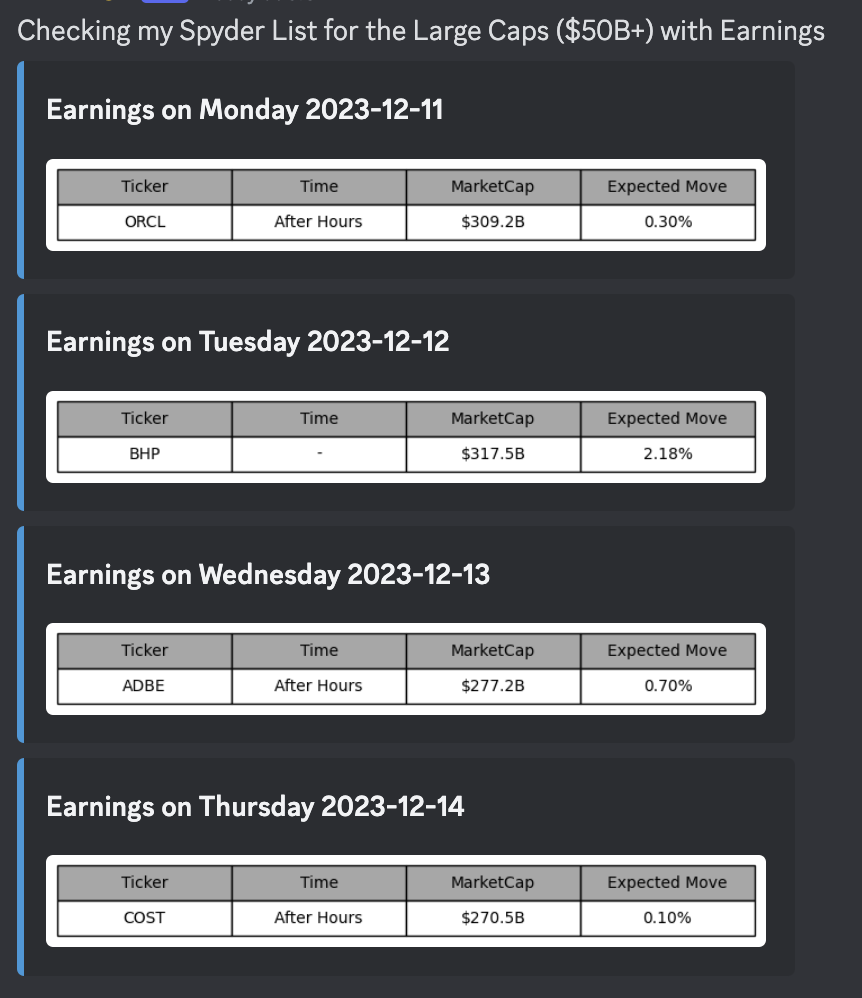 Checking my Spyder List for the Large Caps ($50B+) with Earnings
Earnings on Monday 2023-12-11
Ticker Time MarketCap Expected Move
ORCL After Hours $309.2B 0.30%
Earnings on Tuesday 2023-12-12
Ticker Time MarketCap Expected Move
BHP - $317.5B 2.18%
Earnings on Wednesday 2023-12-13
Ticker Time MarketCap Expected Move
ADBE After Hours $277.2B 0.70%
Earnings on Thursday 2023-12-14
Ticker Time MarketCap Expected Move
COST After Hours $270.5B 0.10%